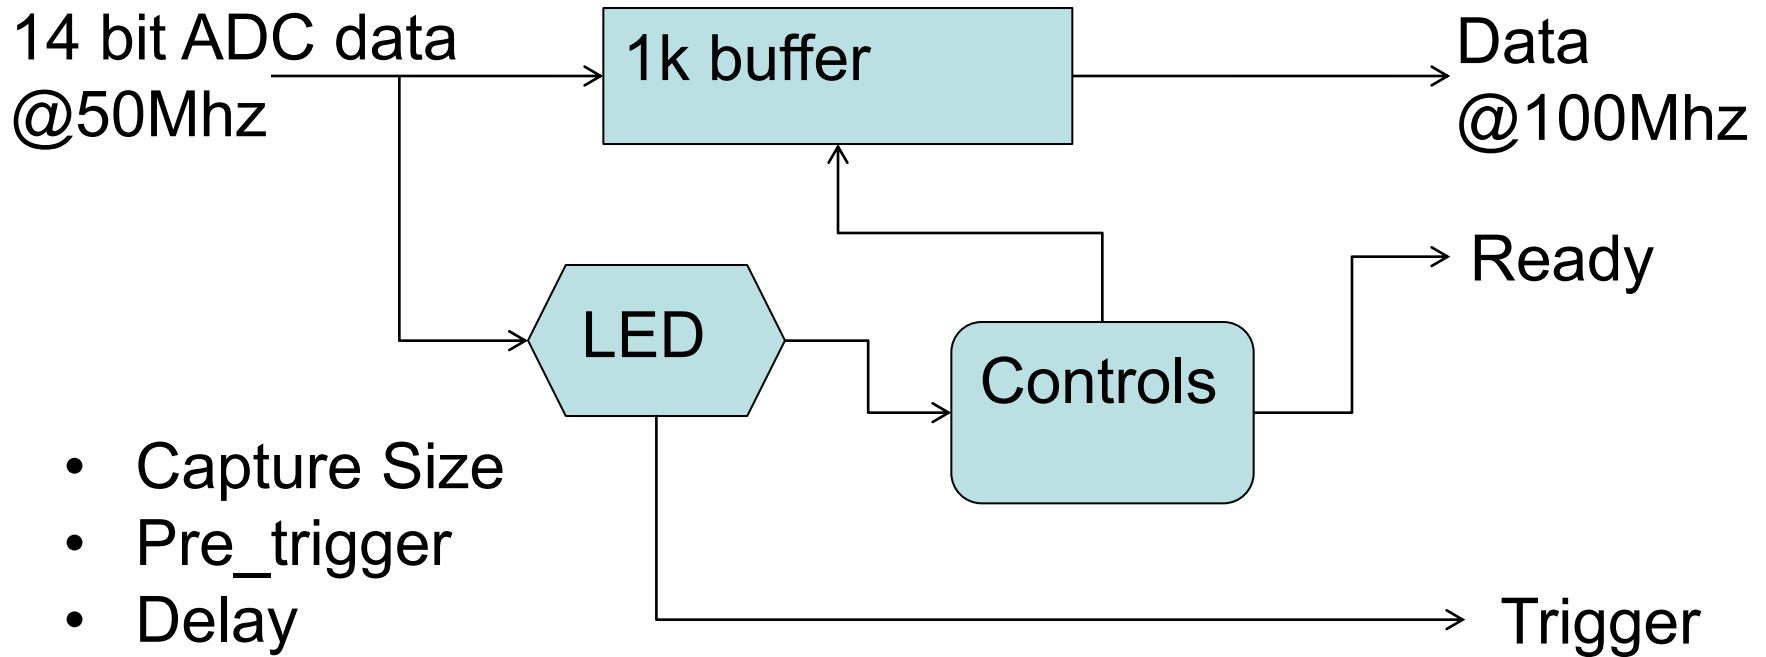 14 bit ADC data
@50Mhz
1k buffer
Data
@100Mhz
Ready
LED
Controls
• Capture Size
• Pre_trigger
• Delay
Trigger